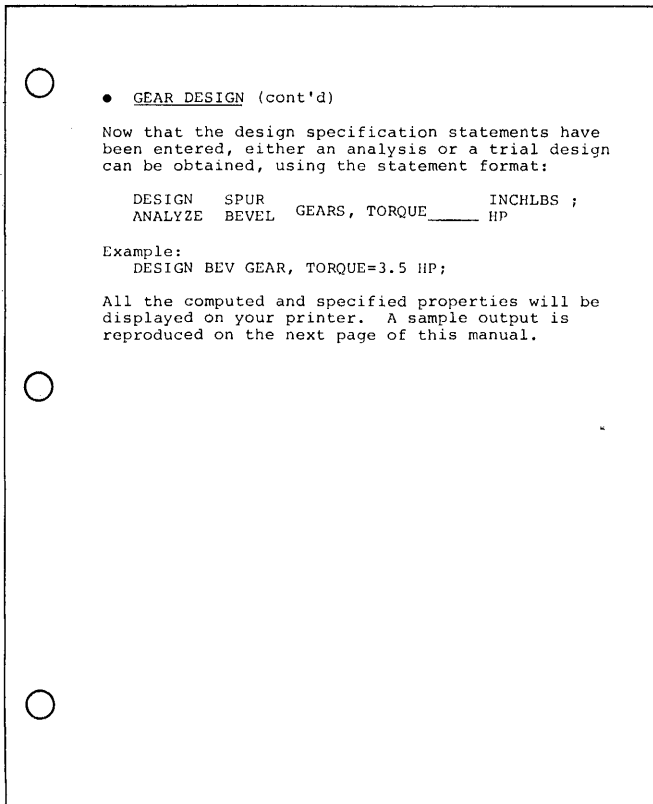 • GEAR DESIGN (cont'd)
Now that the design specification statements have
been entered, either an analysis or a trial design
can be obtained, using the statement format:
DESIGN SPUR INCHLBS ;
ANALYZE BEVEL GEARS, TORQUE_____ HP
Example:
DESIGN BEV GEAR, TORQUE=3.5 HP;
All the computed and specified properties will be
displayed on your printer. A sample output is
reproduced on the next page of this manual.